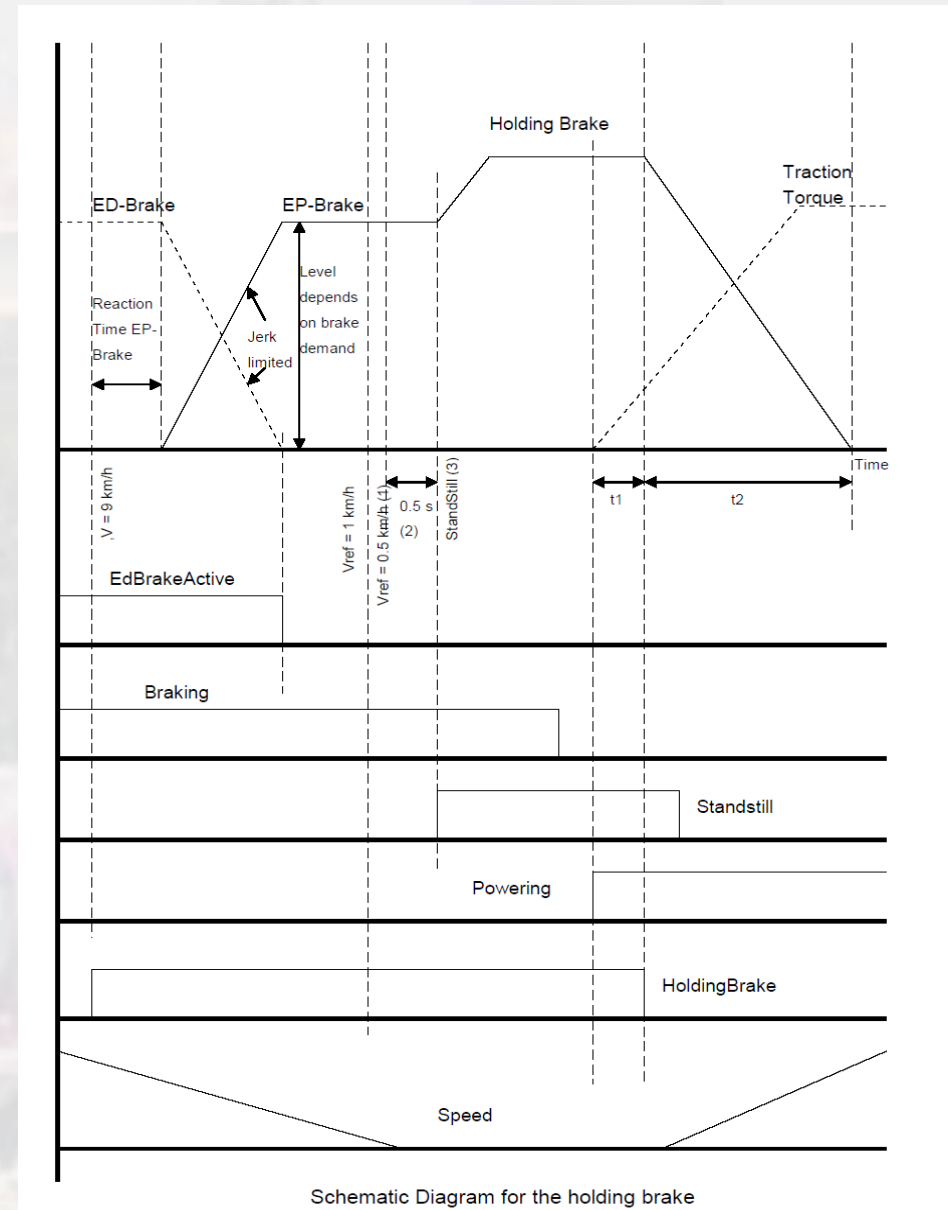 Holding Brake
Traction
Torque
ED-Brake
EP-Brake
Level
depends
on brake
demand
Reaction
Time EP-
Brake
Jerk
limited
Time
,V = 9 km/h
Vref = 1 km/h
Vref = 0.5 km/h (1)
0.5 s
(2)
StandStill (3)
t1
t2
EdBrakeActive
Braking
Standstill
Powering
HoldingBrake
Speed
Schematic Diagram for the holding brake